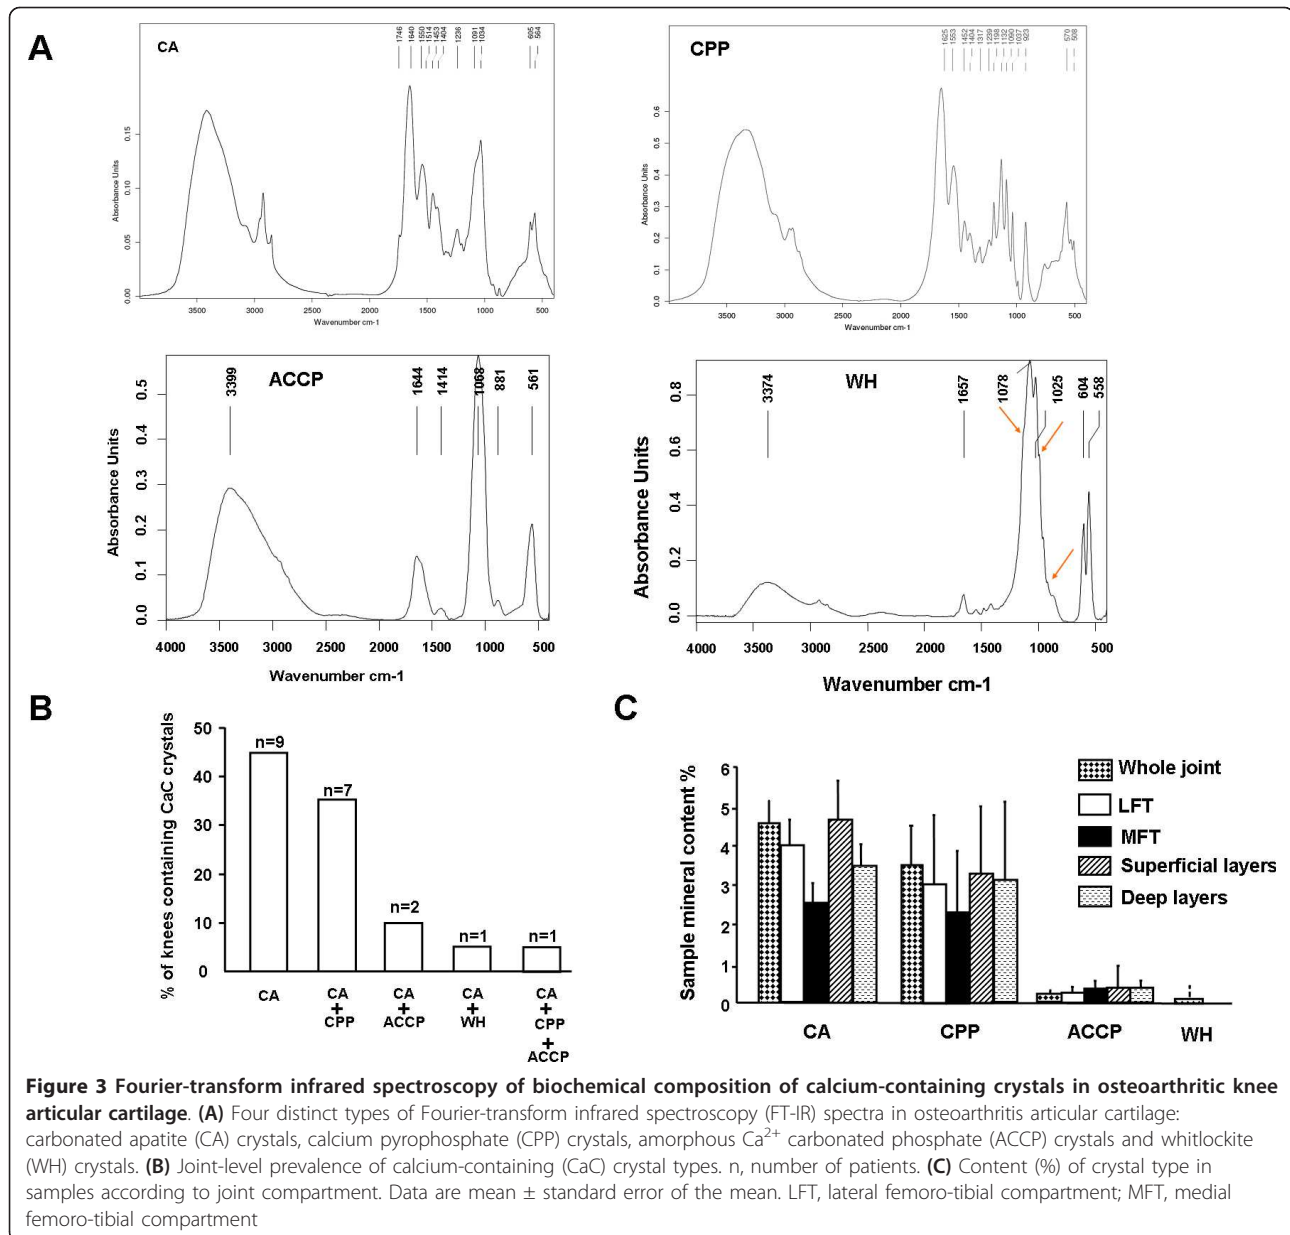 A
CA
1746 1640 1550 1514 1453 1404 1236 1091 1034 605 564
Absorbance Units
0.15
0.10
0.05
0.00
3500 3000 2500 2000 1500 1000 500
Wavenumber cm-1
CPP
1625 1553 1452 1404 1317 1239 1198 1132 1090 1037 923 570 508
Absorbance Units
0.6
0.5
0.4
0.3
0.2
0.1
0.0
3500 3000 2500 2000 1500 1000 500
Wavenumber cm-1
ACCP
3399 1644 1414 1068 881 561
Absorbance Units
0.5
0.4
0.3
0.2
0.1
0.0
4000 3500 3000 2500 2000 1500 1000 500
Wavenumber cm-1
WH
3374 1657 1078 1025 604 558
Absorbance Units
0.8
0.6
0.4
0.2
0.0
4000 3500 3000 2500 2000 1500 1000 500
Wavenumber cm-1
B
% of knees containing CaC crystals
50
40
30
20
10
0
n=9
n=7
n=2
n=1
n=1
CA
CA + CPP
CA + ACCP
CA + WH
CA + CPP + ACCP
C
Sample mineral content %
6
5
4
3
2
1
0
CA CPP ACCP WH
Whole joint
LFT
MFT
Superficial layers
Deep layers
Figure 3 Fourier-transform infrared spectroscopy of biochemical composition of calcium-containing crystals in osteoarthritic knee
articular cartilage. (A) Four distinct types of Fourier-transform infrared spectroscopy (FT-IR) spectra in osteoarthritis articular cartilage:
carbonated apatite (CA) crystals, calcium pyrophosphate (CPP) crystals, amorphous Ca²⁺ carbonated phosphate (ACCP) crystals and whitlockite
(WH) crystals. (B) Joint-level prevalence of calcium-containing (CaC) crystal types. n, number of patients. (C) Content (%) of crystal type in
samples according to joint compartment. Data are mean ± standard error of the mean. LFT, lateral femoro-tibial compartment; MFT, medial
femoro-tibial compartment